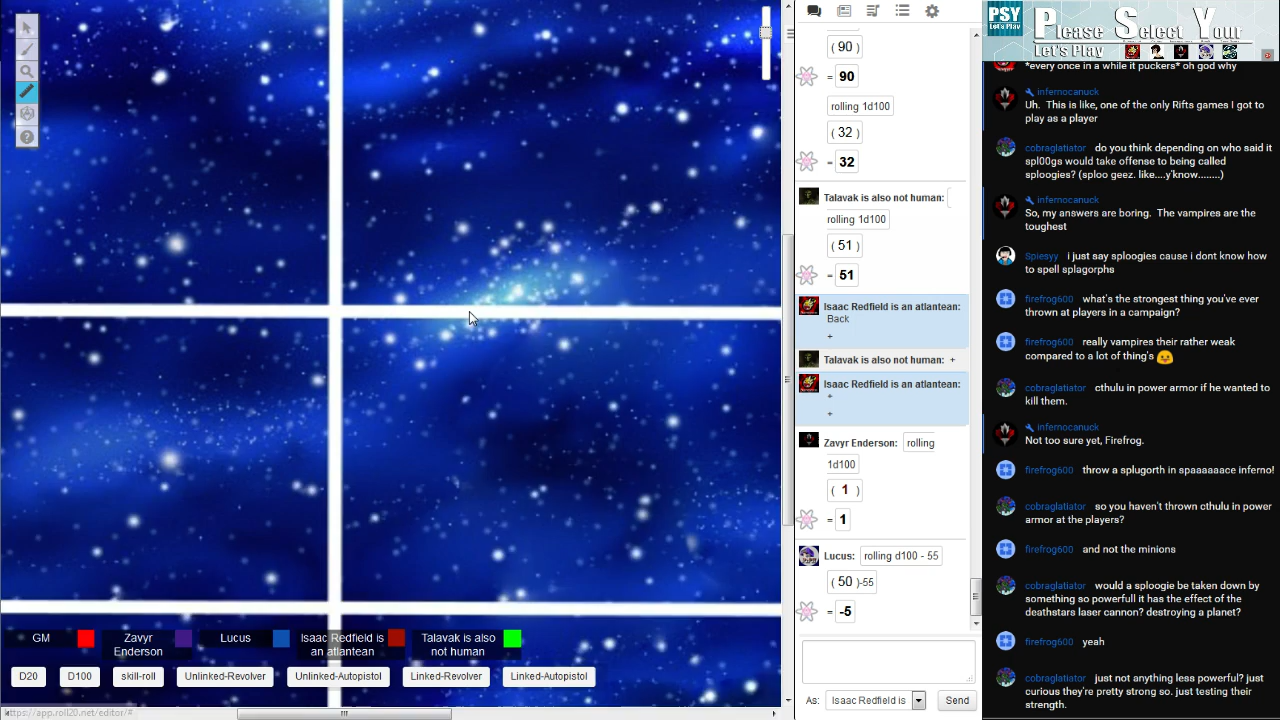 (90)
= 90
rolling 1d100
(32)
= 32
Talavak is also not human:
rolling 1d100
(51)
= 51
Isaac Redfield is an atlantean:
Back
+
Talavak is also not human: +
Isaac Redfield is an atlantean:
+
+
Zavyr Enderson: rolling
1d100
(1)
= 1
Lucus: rolling d100 - 55
(50)-55
= -5
As: Isaac Redfield is
Send
GM
Zavyr
Enderson
Lucus
Isaac Redfield is
an atlantean
Talavak is also
not human
D20
D100
skill-roll
Unlinked-Revolver
Unlinked-Autopistol
Linked-Revolver
Linked-Autopistol
https://app.roll20.net/editor/#
PSY
Let's Play
Please Select Your
Let's Play
*every once in a while it puckers* oh god why
infernocanuck
Uh. This is like, one of the only Rifts games I got to
play as a player
cobraglatiator do you think depending on who said it
spl00gs would take offense to being called
sploogies? (sploo geez. like....y'know........)
infernocanuck
So, my answers are boring. The vampires are the
toughest
Spiesyy i just say sploogies cause i dont know how
to spell splagorphs
firefrog600 what's the strongest thing you've ever
thrown at players in a campaign?
firefrog600 really vampires their rather weak
compared to a lot of thing's
cobraglatiator cthulu in power armor if he wanted to
kill them.
infernocanuck
Not too sure yet, Firefrog.
firefrog600 throw a splugorth in spaaaaaace inferno!
cobraglatiator so you haven't thrown cthulu in power
armor at the players?
firefrog600 and not the minions
cobraglatiator would a sploogie be taken down by
something so powerfull it has the effect of the
deathstars laser cannon? destroying a planet?
firefrog600 yeah
cobraglatiator just not anything less powerful? just
curious they're pretty strong so. just testing their
strength.